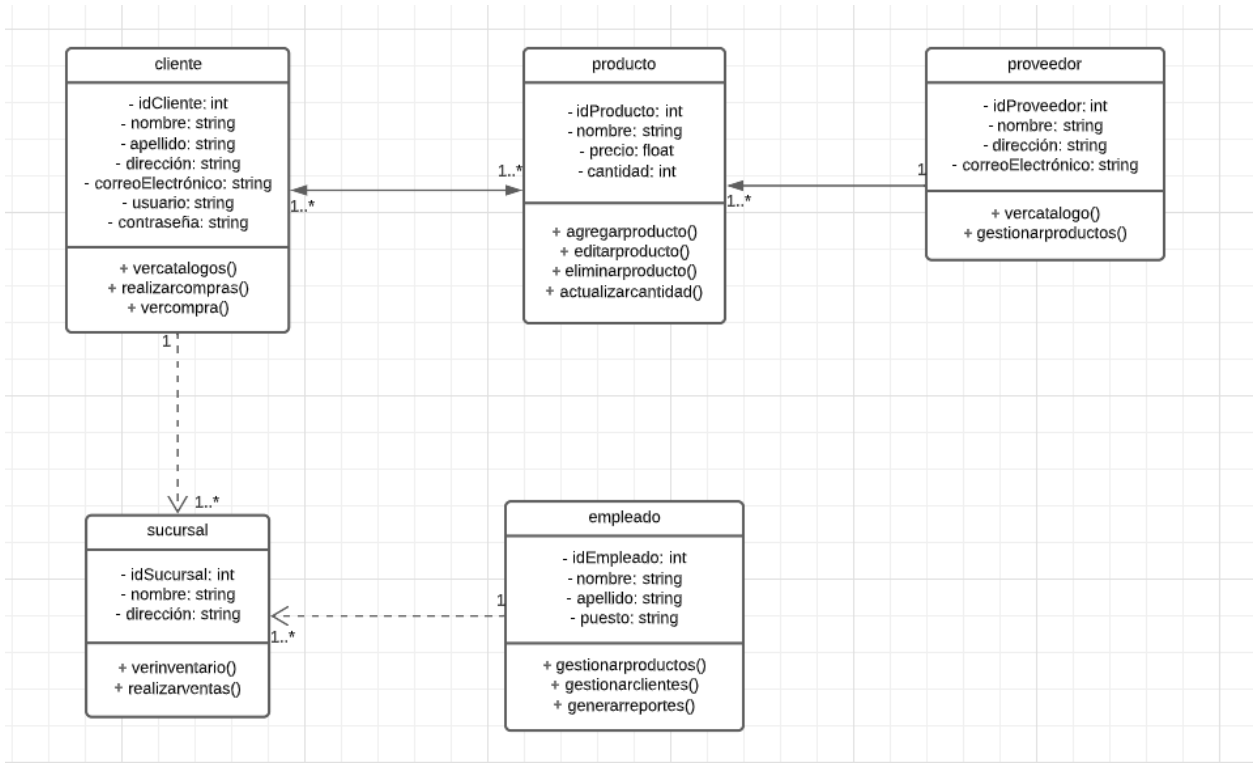 cliente
- idCliente: int
- nombre: string
- apellido: string
- dirección: string
- correoElectrónico: string
- usuario: string
- contraseña: string
+ vercatalogos()
+ realizarcompras()
+ vercompra()
1..*
1..*
producto
- idProducto: int
- nombre: string
- precio: float
- cantidad: int
+ agregarproducto()
+ editarproducto()
+ eliminarproducto()
+ actualizarcantidad()
1..*
1
proveedor
- idProveedor: int
- nombre: string
- dirección: string
- correoElectrónico: string
+ vercatalogo()
+ gestionarproductos()
1
1..*
sucursal
- idSucursal: int
- nombre: string
- dirección: string
+ verinventario()
+ realizarventas()
1..*
1
empleado
- idEmpleado: int
- nombre: string
- apellido: string
- puesto: string
+ gestionarproductos()
+ gestionarclientes()
+ generarreportes()